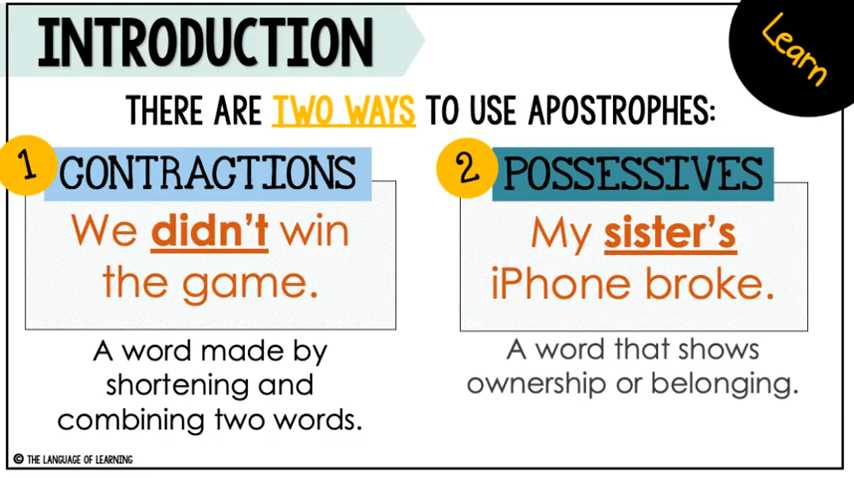 INTRODUCTION
Learn
THERE ARE TWO WAYS TO USE APOSTROPHES:
1
CONTRACTIONS
We didn't win
the game.
A word made by
shortening and
combining two words.
2
POSSESSIVES
My sister's
iPhone broke.
A word that shows
ownership or belonging.
© THE LANGUAGE OF LEARNING